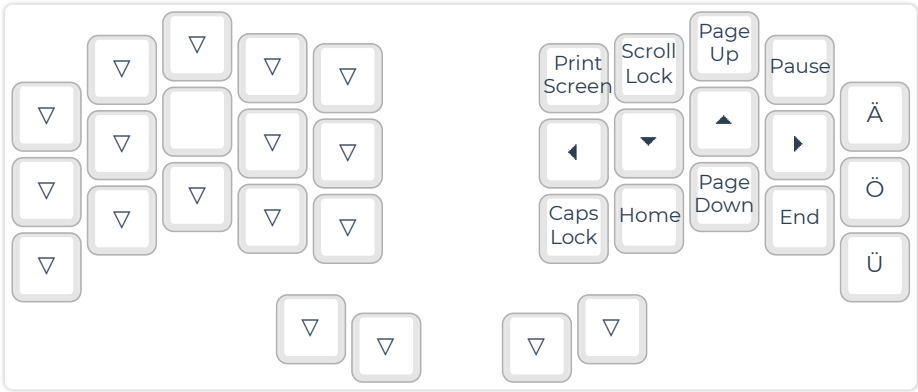 Print
Screen
Scroll
Lock
Page
Up
Pause
Ä
Caps
Lock
Home
Page
Down
End
Ö
Ü